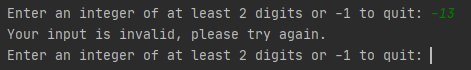 Enter an integer of at least 2 digits or -1 to quit: -13
Your input is invalid, please try again.
Enter an integer of at least 2 digits or -1 to quit: